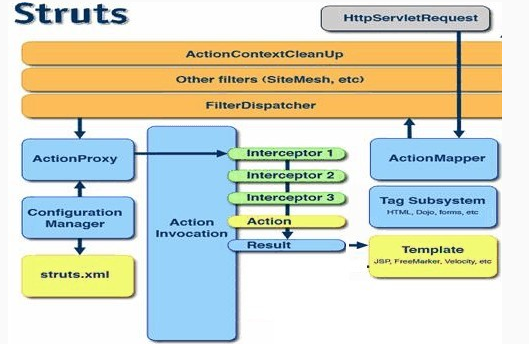 Struts
HttpServletRequest
ActionContextCleanUp
Other filters (SiteMesh, etc)
FilterDispatcher
ActionProxy
Configuration
Manager
struts.xml
Action
Invocation
Interceptor 1
Interceptor 2
Interceptor 3
Action
Result
ActionMapper
Tag Subsystem
HTML, Dojo, forms, etc
Template
JSP, FreeMarker, Velocity, etc